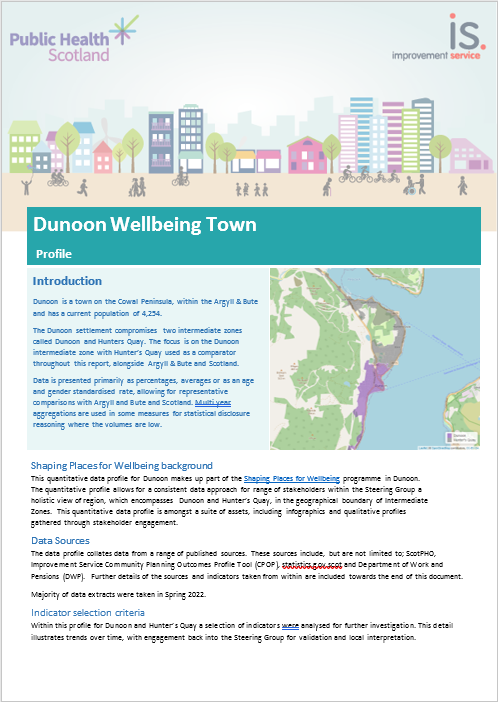 Public Health
Scotland
is.
improvement service
Dunoon Wellbeing Town
Profile
Introduction
Dunoon is a town on the Cowal Peninsula, within the Argyll & Bute
and has a current population of 4,254.
The Dunoon settlement compromises two intermediate zones
called Dunoon and Hunters Quay. The focus is on the Dunoon
intermediate zone with Hunter's Quay used as a comparator
throughout this report, alongside Argyll & Bute and Scotland.
Data is presented primarily as percentages, averages or as an age
and gender standardised rate, allowing for representative
comparisons with Argyll and Bute and Scotland. Multi year
aggregations are used in some measures for statistical disclosure
reasoning where the volumes are low.
Dunoon
Hunter's Quay
Shaping Places for Wellbeing background
This quantitative data profile for Dunoon makes up part of the Shaping Places for Wellbeing programme in Dunoon.
The quantitative profile allows for a consistent data approach for range of stakeholders within the Steering Group a
holistic view of region, which encompasses Dunoon and Hunter's Quay, in the geographical boundary of Intermediate
Zones. This quantitative data profile is amongst a suite of assets, including infographics and qualitative profiles
gathered through stakeholder engagement.
Data Sources
The data profile collates data from a range of published sources. These sources include, but are not limited to; ScotPHO,
Improvement Service Community Planning Outcomes Profile Tool (CPOP), statistics.gov.scot and Department of Work and
Pensions (DWP). Further details of the sources and indicators taken from within are included towards the end of this document.
Majority of data extracts were taken in Spring 2022.
Indicator selection criteria
Within this profile for Dunoon and Hunter's Quay a selection of indicators were analysed for further investigation. This detail
illustrates trends over time, with engagement back into the Steering Group for validation and local interpretation.